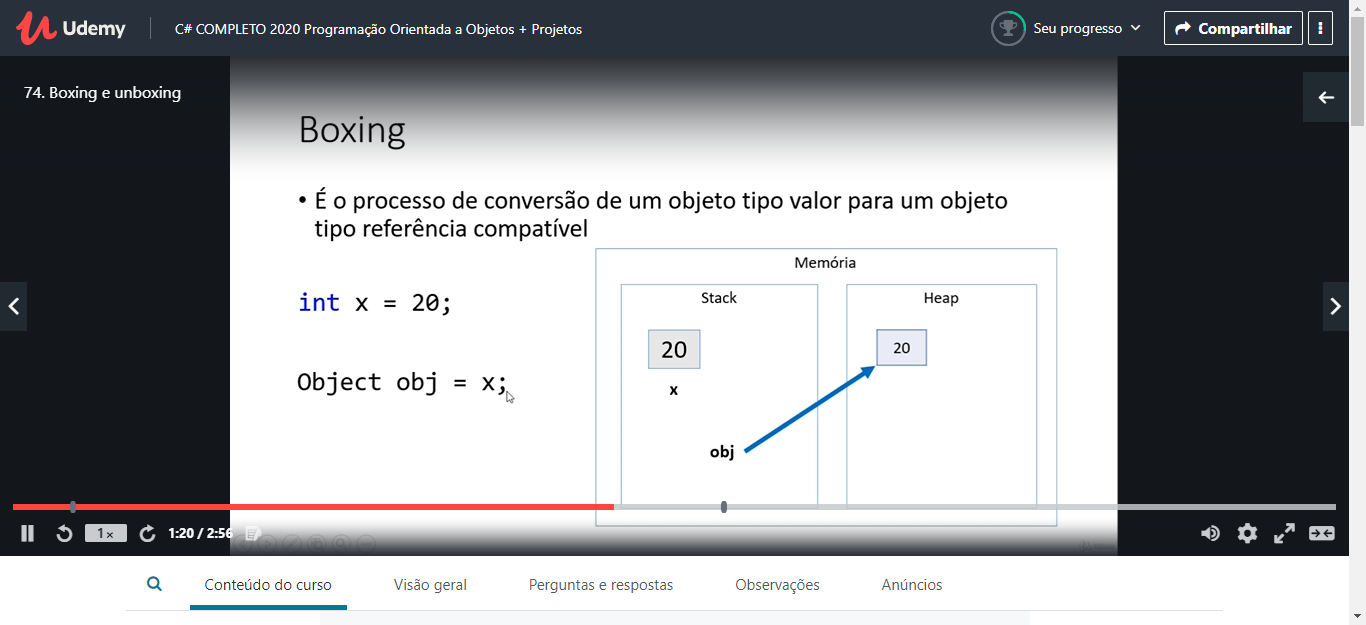 Udemy
C# COMPLETO 2020 Programação Orientada a Objetos + Projetos
Seu progresso
Compartilhar
74. Boxing e unboxing
Boxing
• É o processo de conversão de um objeto tipo valor para um objeto
tipo referência compatível
int x = 20;
Object obj = x;
Memória
Stack
Heap
20
20
x
obj
1x
1:20 / 2:56
Conteúdo do curso
Visão geral
Perguntas e respostas
Observações
Anúncios